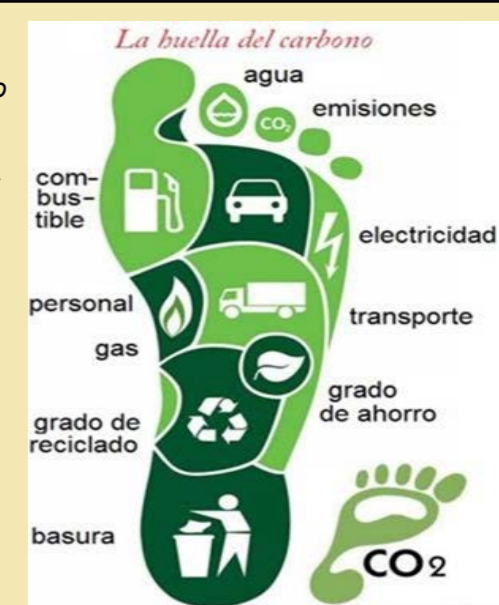 La huella del carbono
agua
emisiones
CO2
com-
bus-
tible
electricidad
personal
transporte
gas
grado
de ahorro
grado de
reciclado
basura
CO2